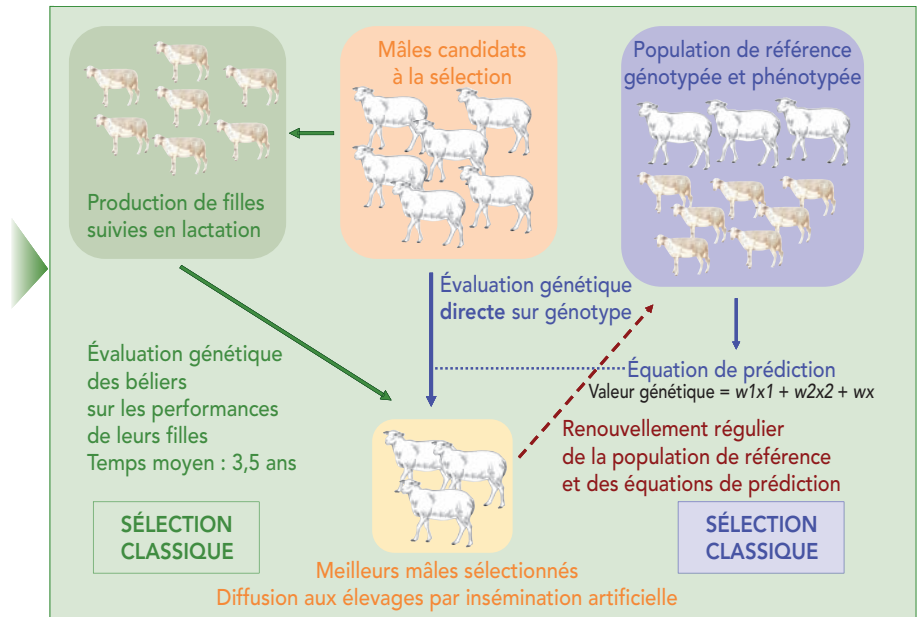 Mâles candidats
à la sélection
Population de référence
génotypée et phénotypée
Production de filles
suivies en lactation
Évaluation génétique
directe sur génotype
Évaluation génétique
des béliers
sur les performances
de leurs filles
Temps moyen : 3,5 ans
Équation de prédiction
Valeur génétique = w1x1 + w2x2 + wx
Renouvellement régulier
de la population de référence
et des équations de prédiction
SÉLECTION
CLASSIQUE
SÉLECTION
CLASSIQUE
Meilleurs mâles sélectionnés
Diffusion aux élevages par insémination artificielle